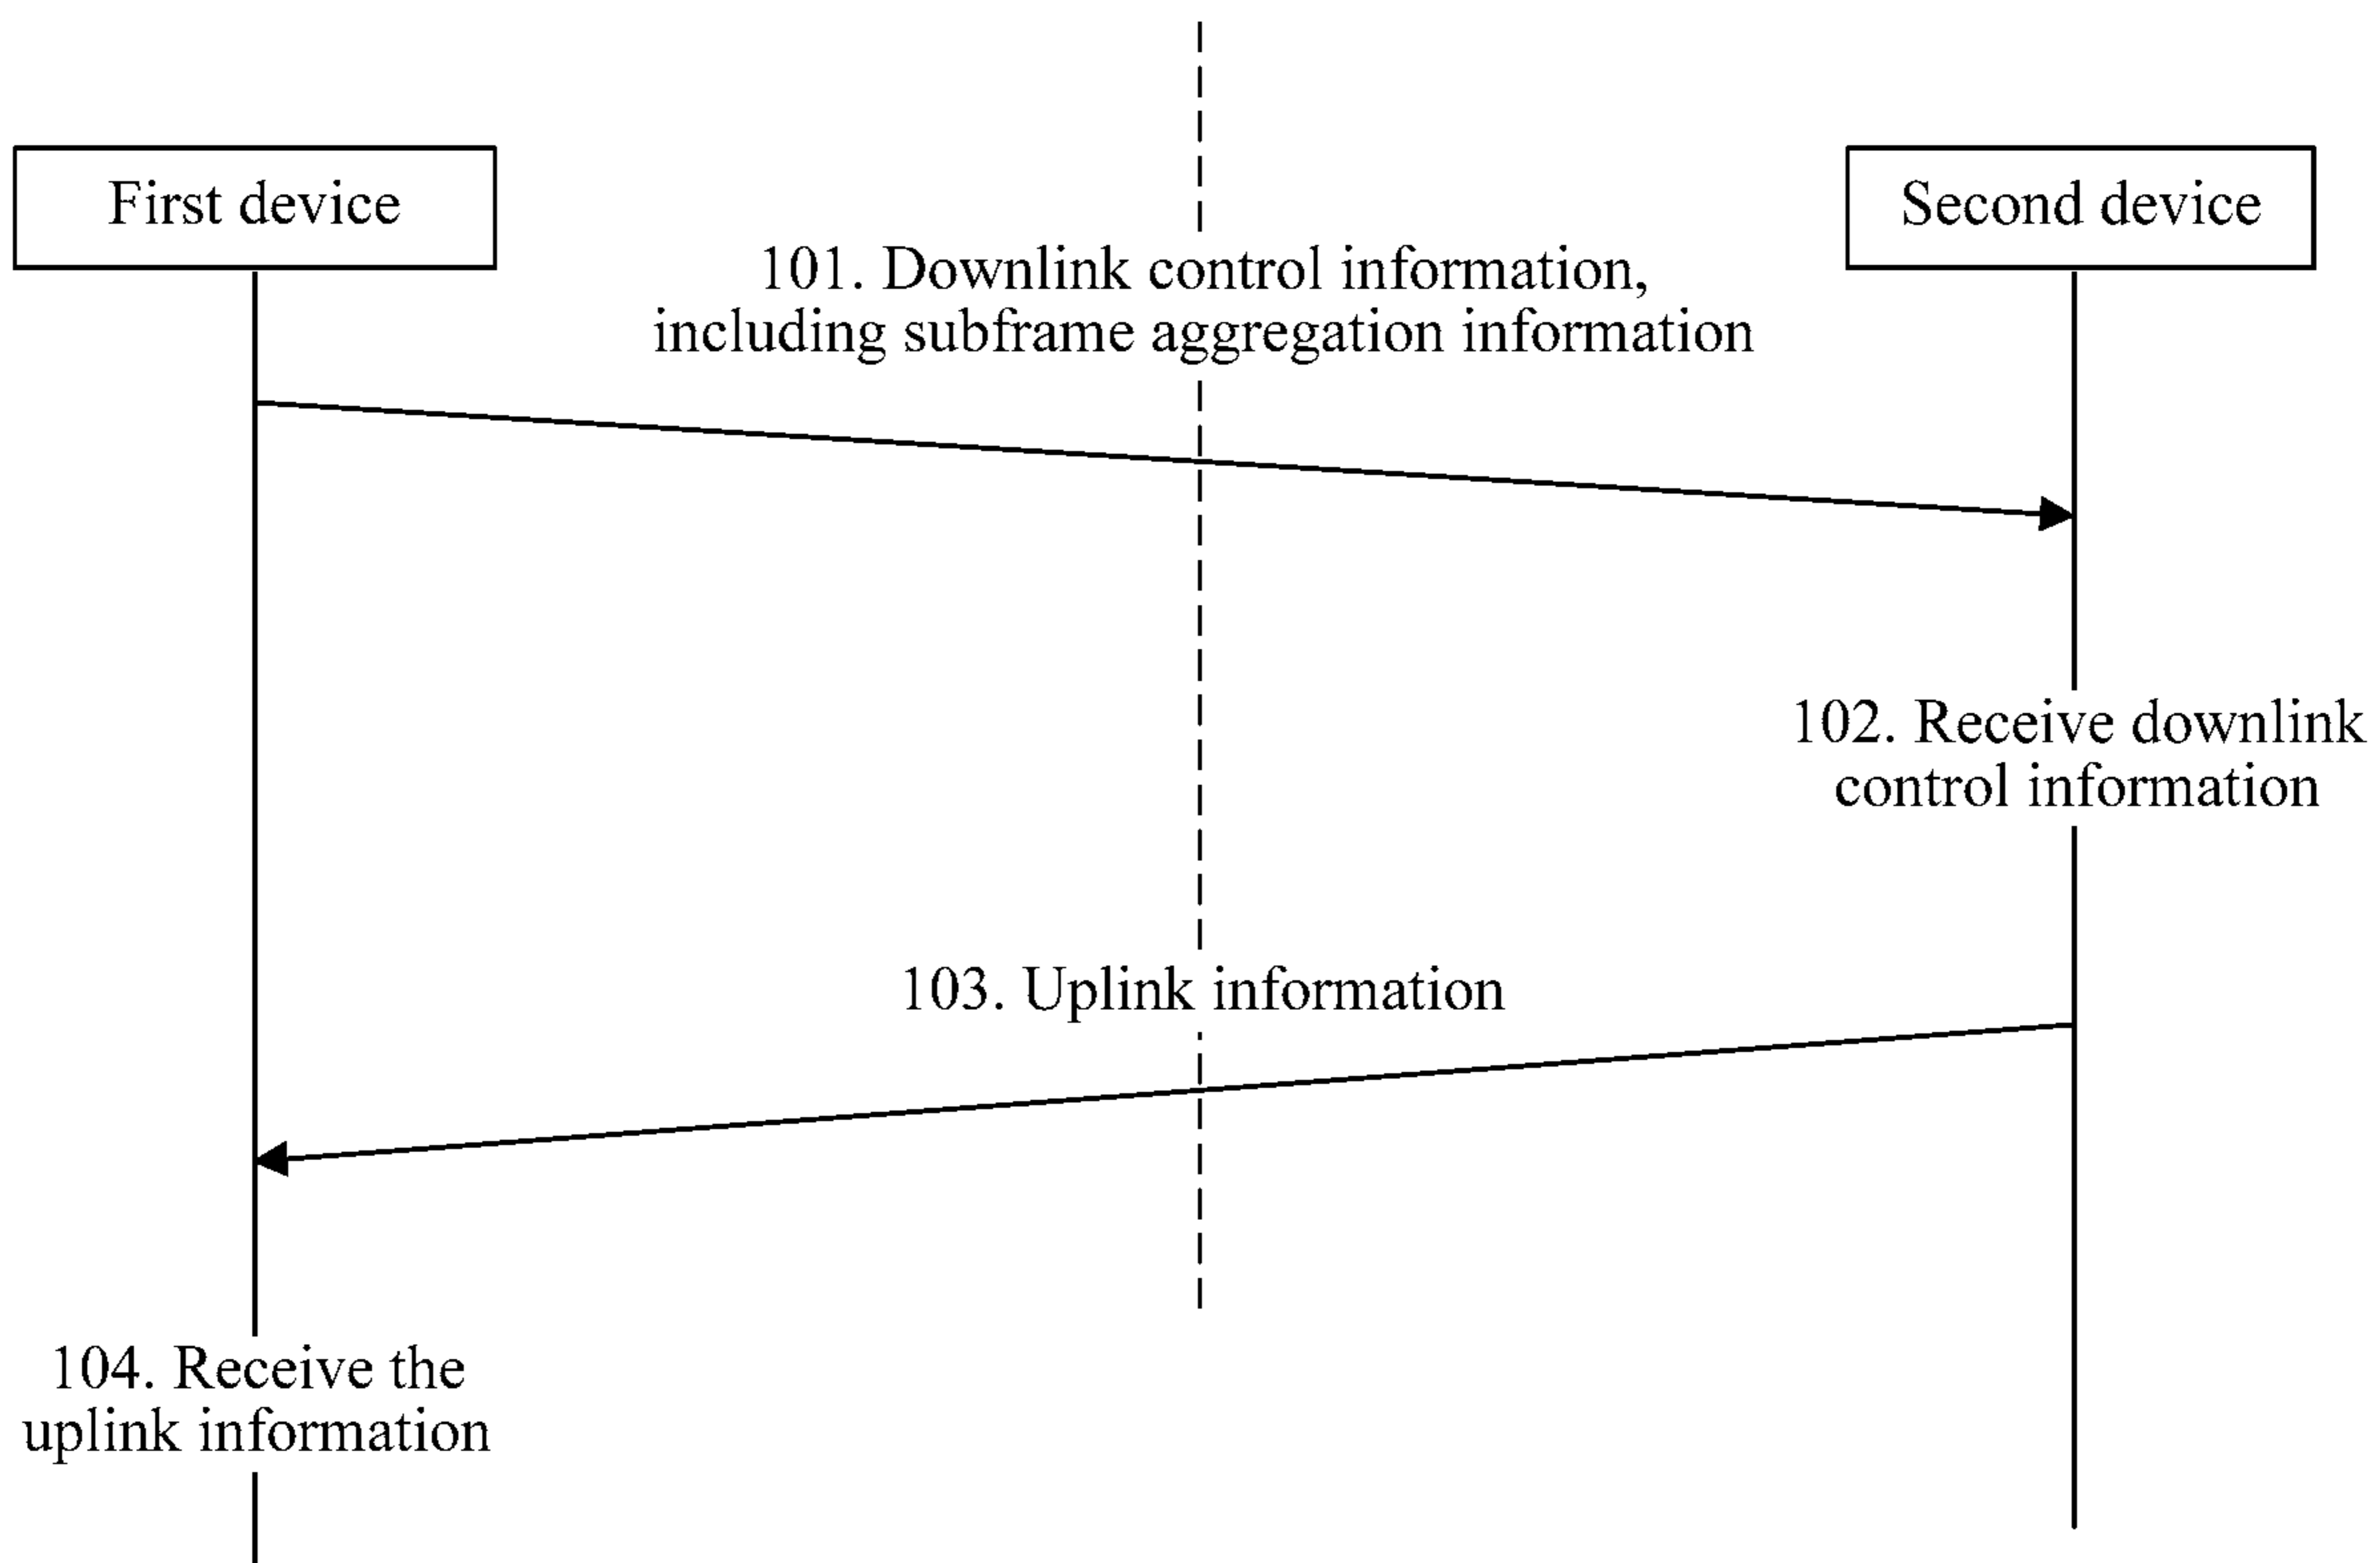 First device
Second device
101. Downlink control information,
including subframe aggregation information
102. Receive downlink
control information
103. Uplink information
104. Receive the
uplink information